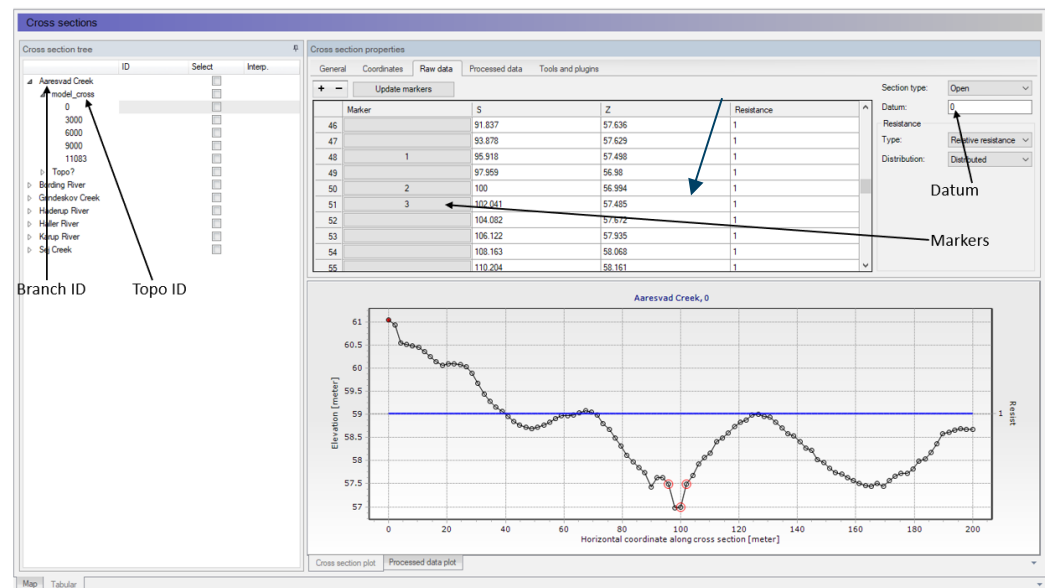 Cross sections
Cross section tree
ID Select Interp.
Aaresvad Creek
model_cross
0
3000
6000
9000
11083
Topo?
Bording River
Gindeskov Creek
Haderup River
Haller River
Karup River
Sej Creek
Branch ID Topo ID
Cross section properties
General Coordinates Raw data Processed data Tools and plugins
+ − Update markers
Marker S Z Resistance
46 91.837 57.636 1
47 93.878 57.629 1
48 1 95.918 57.498 1
49 97.959 56.98 1
50 2 100 56.994 1
51 3 102.041 57.485 1
52 104.082 57.672 1
53 106.122 57.935 1
54 108.163 58.068 1
55 110.204 58.161 1
Section type: Open
Datum: 0
Resistance
Type: Relative resistance
Distribution: Distributed
Datum
Markers
Aaresvad Creek, 0
Elevation [meter]
61
60.5
60
59.5
59
58.5
58
57.5
57
1
Resist
0 20 40 60 80 100 120 140 160 180 200
Horizontal coordinate along cross section [meter]
Cross section plot Processed data plot
Map Tabular